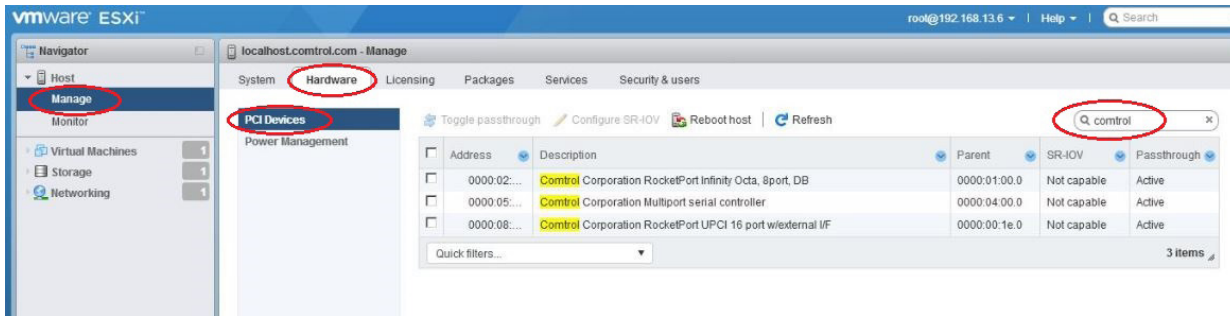 vmware ESXi™
root@192.168.13.6 | Help | Search
Navigator
localhost.comtrol.com - Manage
Host
Manage
Monitor
Virtual Machines 1
Storage 1
Networking 1
System Hardware Licensing Packages Services Security & users
PCI Devices
Power Management
Toggle passthrough Configure SR-IOV Reboot host | Refresh
comtrol x
Address Description Parent SR-IOV Passthrough
0000:02:... Comtrol Corporation RocketPort Infinity Octa, 8port, DB 0000:01:00.0 Not capable Active
0000:05:... Comtrol Corporation Multiport serial controller 0000:04:00.0 Not capable Active
0000:08:... Comtrol Corporation RocketPort UPCI 16 port w/external I/F 0000:00:1e.0 Not capable Active
Quick filters... 3 items